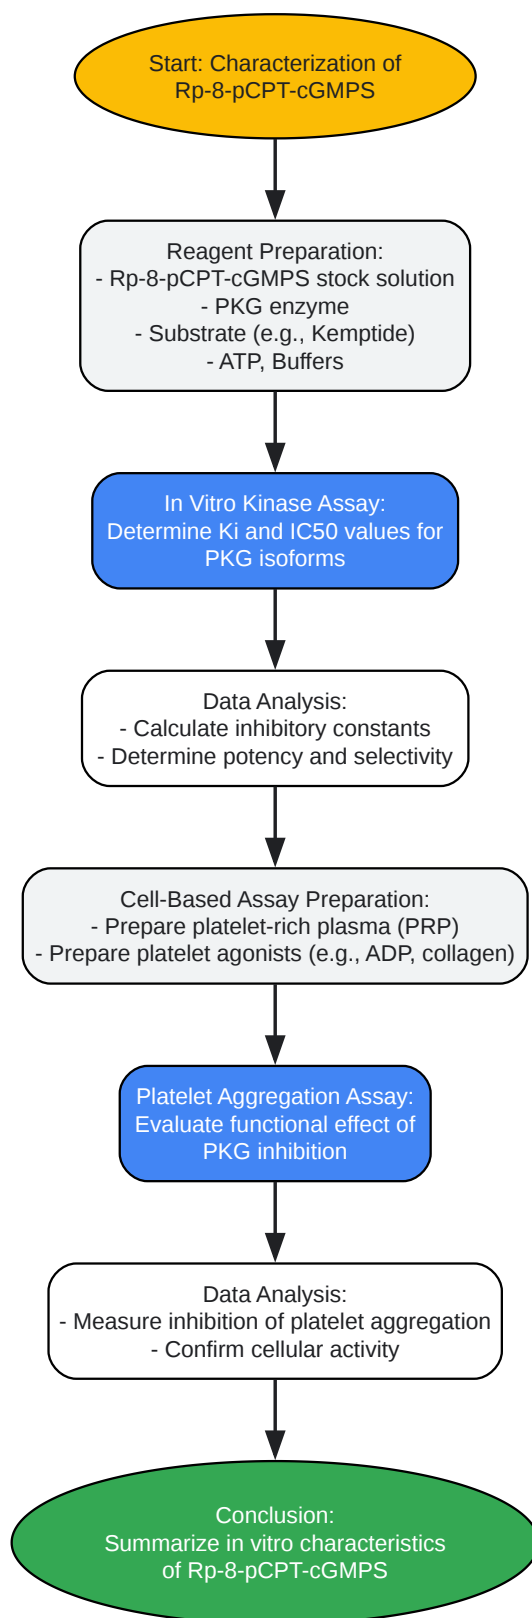 Start: Characterization of
Rp-8-pCPT-cGMPS
Reagent Preparation:
- Rp-8-pCPT-cGMPS stock solution
- PKG enzyme
- Substrate (e.g., Kemptide)
- ATP, Buffers
In Vitro Kinase Assay:
Determine Ki and IC50 values for
PKG isoforms
Data Analysis:
- Calculate inhibitory constants
- Determine potency and selectivity
Cell-Based Assay Preparation:
- Prepare platelet-rich plasma (PRP)
- Prepare platelet agonists (e.g., ADP, collagen)
Platelet Aggregation Assay:
Evaluate functional effect of
PKG inhibition
Data Analysis:
- Measure inhibition of platelet aggregation
- Confirm cellular activity
Conclusion:
Summarize in vitro characteristics
of Rp-8-pCPT-cGMPS